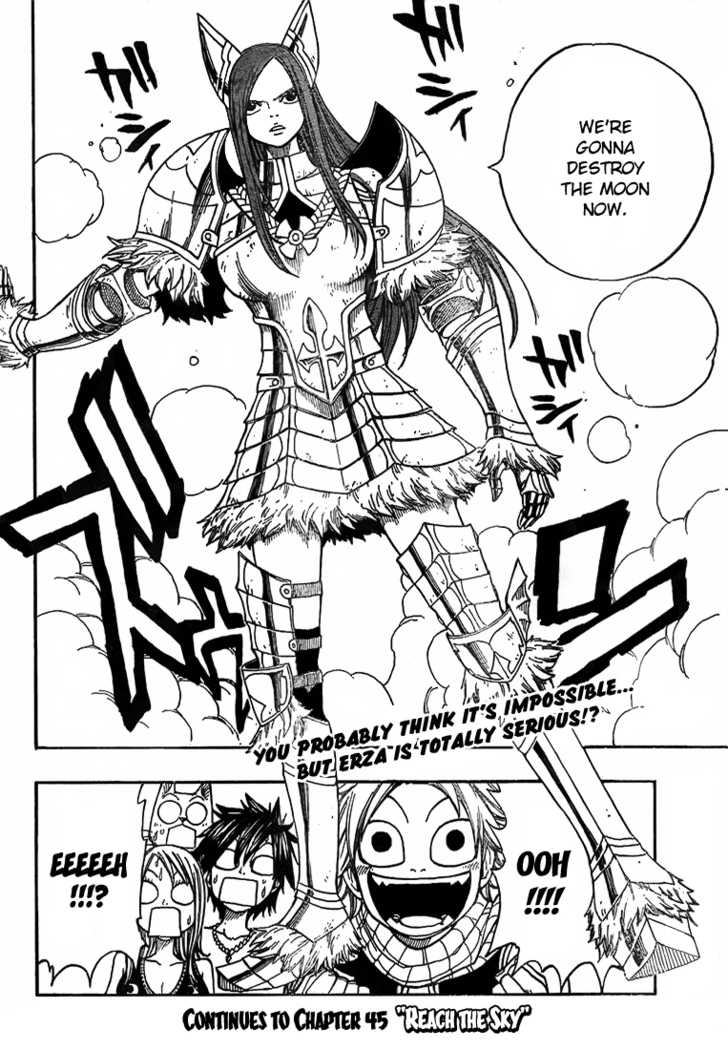 WE'RE
GONNA
DESTROY
THE MOON
NOW.
YOU PROBABLY THINK IT'S IMPOSSIBLE...
BUT ERZA IS TOTALLY SERIOUS!?
EEEEEH
!!!?
OOH
!!!!
CONTINUES TO CHAPTER 45 "REACH THE SKY"